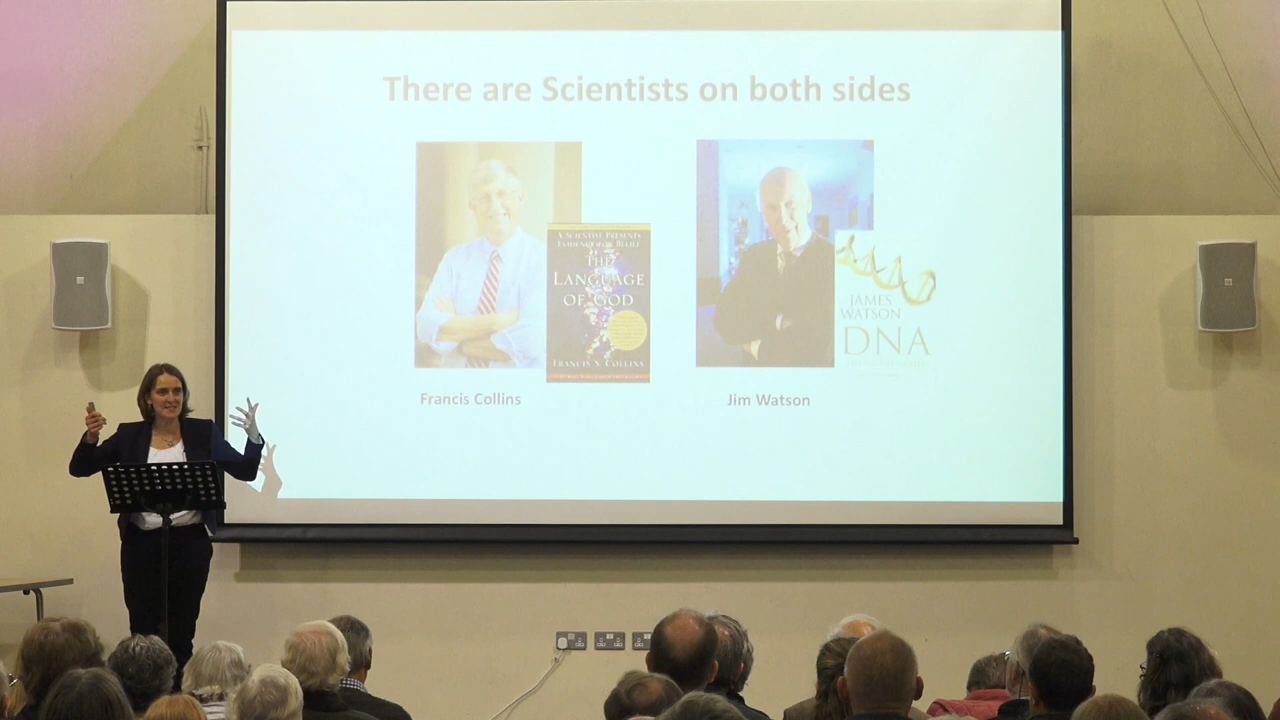 There are Scientists on both sides
A SCIENTIST PRESENTS
EVIDENCE FOR BELIEF
THE
LANGUAGE
OF GOD
FRANCIS S. COLLINS
JAMES
WATSON
DNA
Francis Collins
Jim Watson